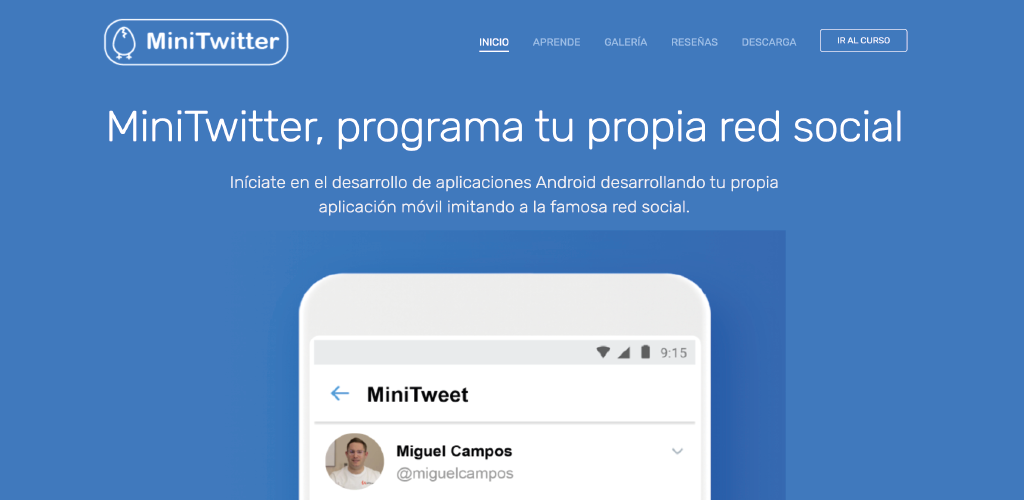 MiniTwitter
INICIO
APRENDE
GALERÍA
RESEÑAS
DESCARGA
IR AL CURSO
MiniTwitter, programa tu propia red social
Iníciate en el desarrollo de aplicaciones Android desarrollando tu propia
aplicación móvil imitando a la famosa red social.
9:15
MiniTweet
Miguel Campos
@miguelcampos